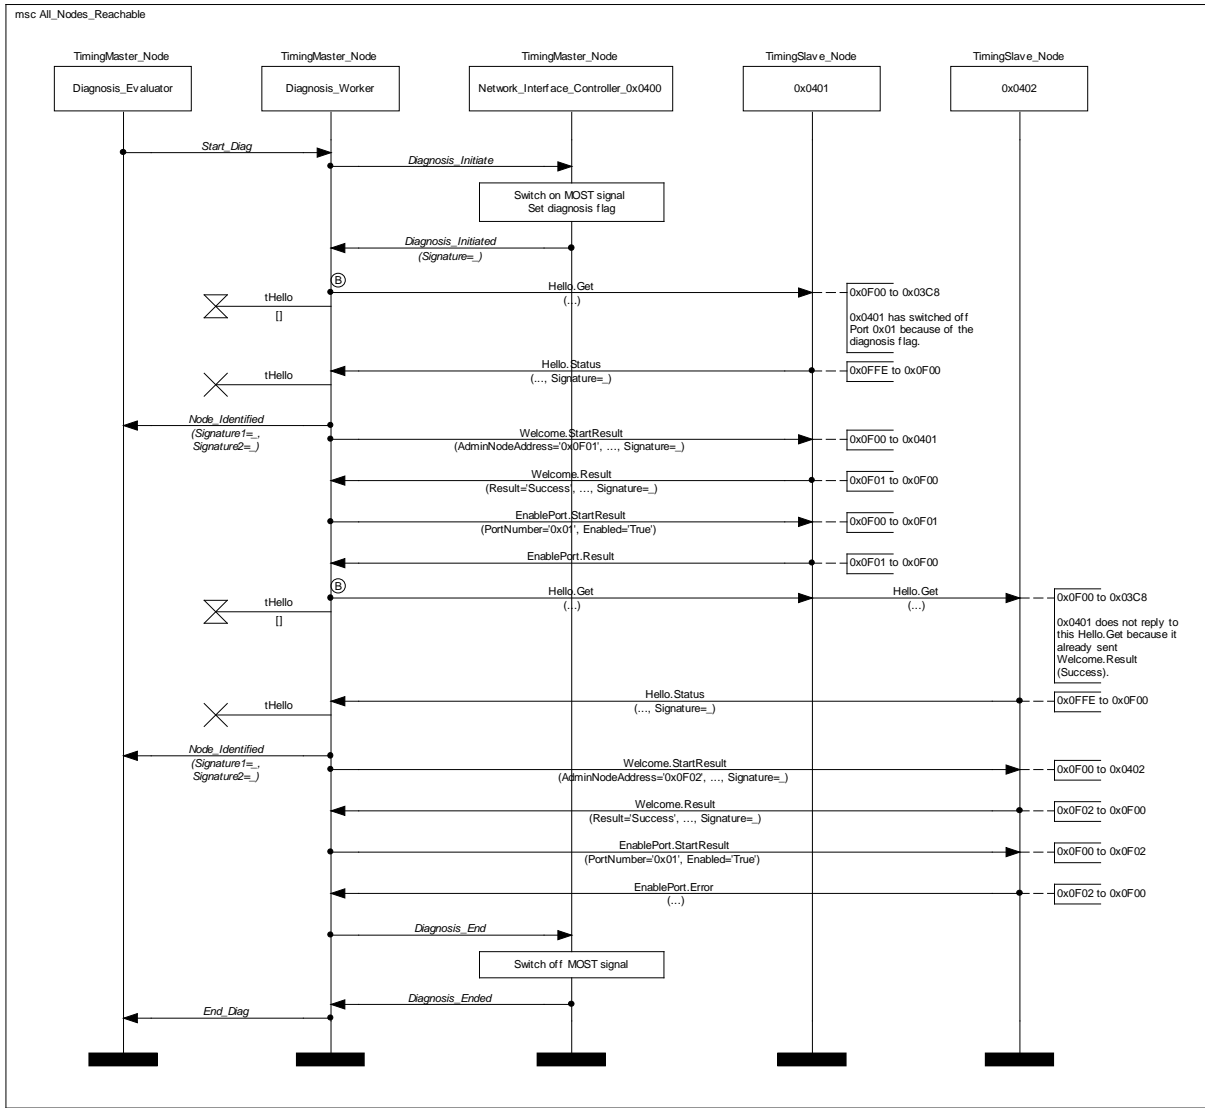 msc All_Nodes_Reachable
TimingMaster_Node
TimingMaster_Node
TimingMaster_Node
TimingSlave_Node
TimingSlave_Node
Diagnosis_Evaluator
Diagnosis_Worker
Network_Interface_Controller_0x0400
0x0401
0x0402
Start_Diag
Diagnosis_Initiate
Switch on MOST signal
Set diagnosis flag
Diagnosis_Initiated
(Signature=_)
B
Hello.Get
(...)
0x0F00 to 0x03C8
tHello
[]
0x0401 has switched off
Port 0x01 because of the
diagnosis flag.
Hello.Status
(..., Signature=_)
0x0FFE to 0x0F00
tHello
Node_Identified
(Signature1=_,
Signature2=_)
Welcome.StartResult
(AdminNodeAddress='0x0F01', ..., Signature=_)
0x0F00 to 0x0401
Welcome.Result
(Result='Success', ..., Signature=_)
0x0F01 to 0x0F00
EnablePort.StartResult
(PortNumber='0x01', Enabled='True')
0x0F00 to 0x0F01
EnablePort.Result
0x0F01 to 0x0F00
B
Hello.Get
(...)
Hello.Get
(...)
0x0F00 to 0x03C8
tHello
[]
0x0401 does not reply to
this Hello.Get because it
already sent
Welcome.Result
(Success).
Hello.Status
(..., Signature=_)
0x0FFE to 0x0F00
tHello
Node_Identified
(Signature1=_,
Signature2=_)
Welcome.StartResult
(AdminNodeAddress='0x0F02', ..., Signature=_)
0x0F00 to 0x0402
Welcome.Result
(Result='Success', ..., Signature=_)
0x0F02 to 0x0F00
EnablePort.StartResult
(PortNumber='0x01', Enabled='True')
0x0F00 to 0x0F02
EnablePort.Error
(...)
0x0F02 to 0x0F00
Diagnosis_End
Switch off MOST signal
Diagnosis_Ended
End_Diag